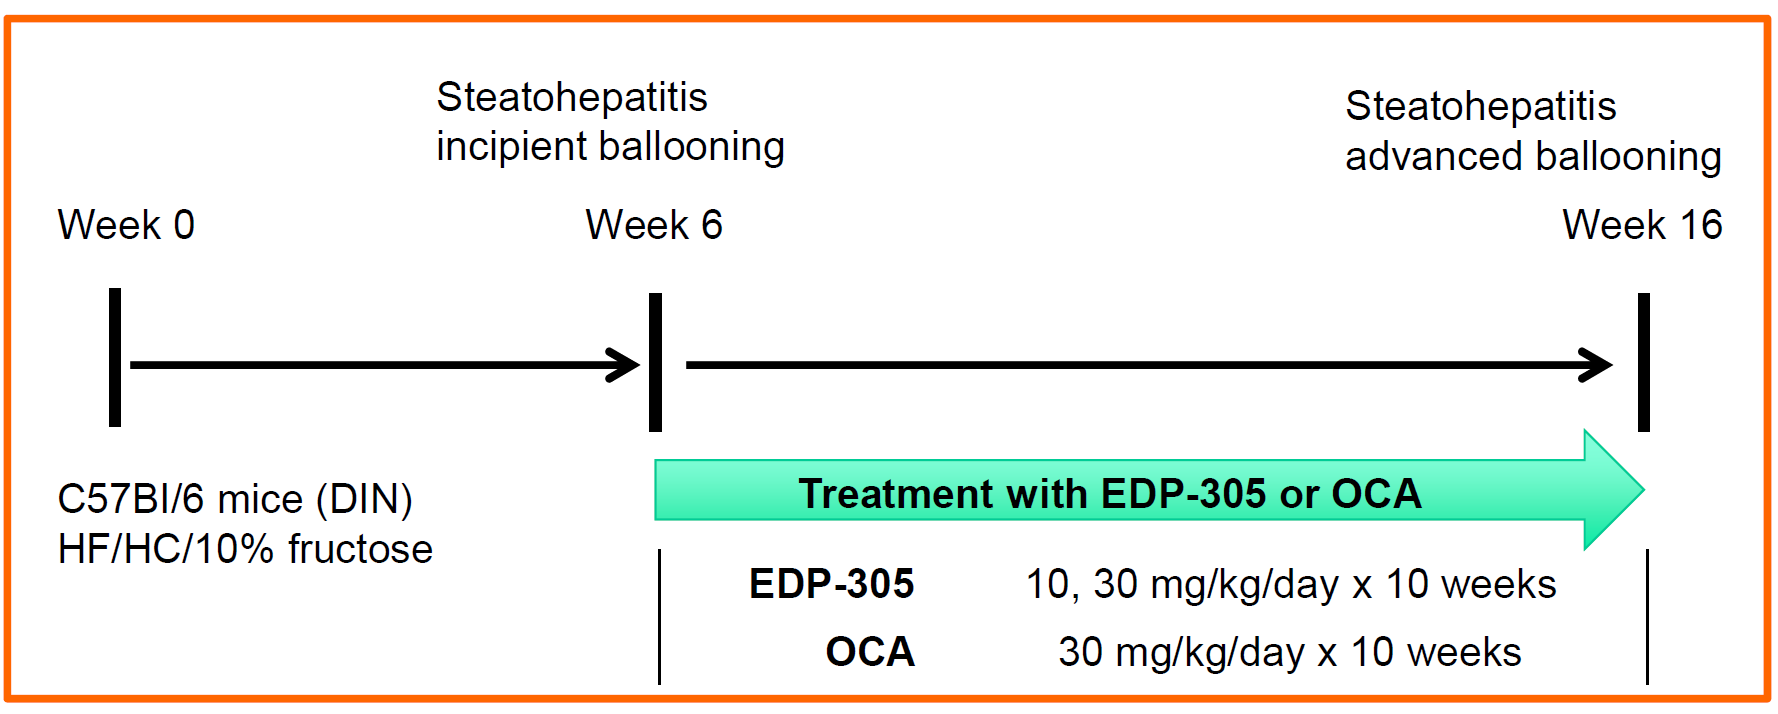 Steatohepatitis
incipient ballooning
Steatohepatitis
advanced ballooning
Week 0
Week 6
Week 16
C57BI/6 mice (DIN)
HF/HC/10% fructose
Treatment with EDP-305 or OCA
EDP-305 10, 30 mg/kg/day x 10 weeks
OCA 30 mg/kg/day x 10 weeks